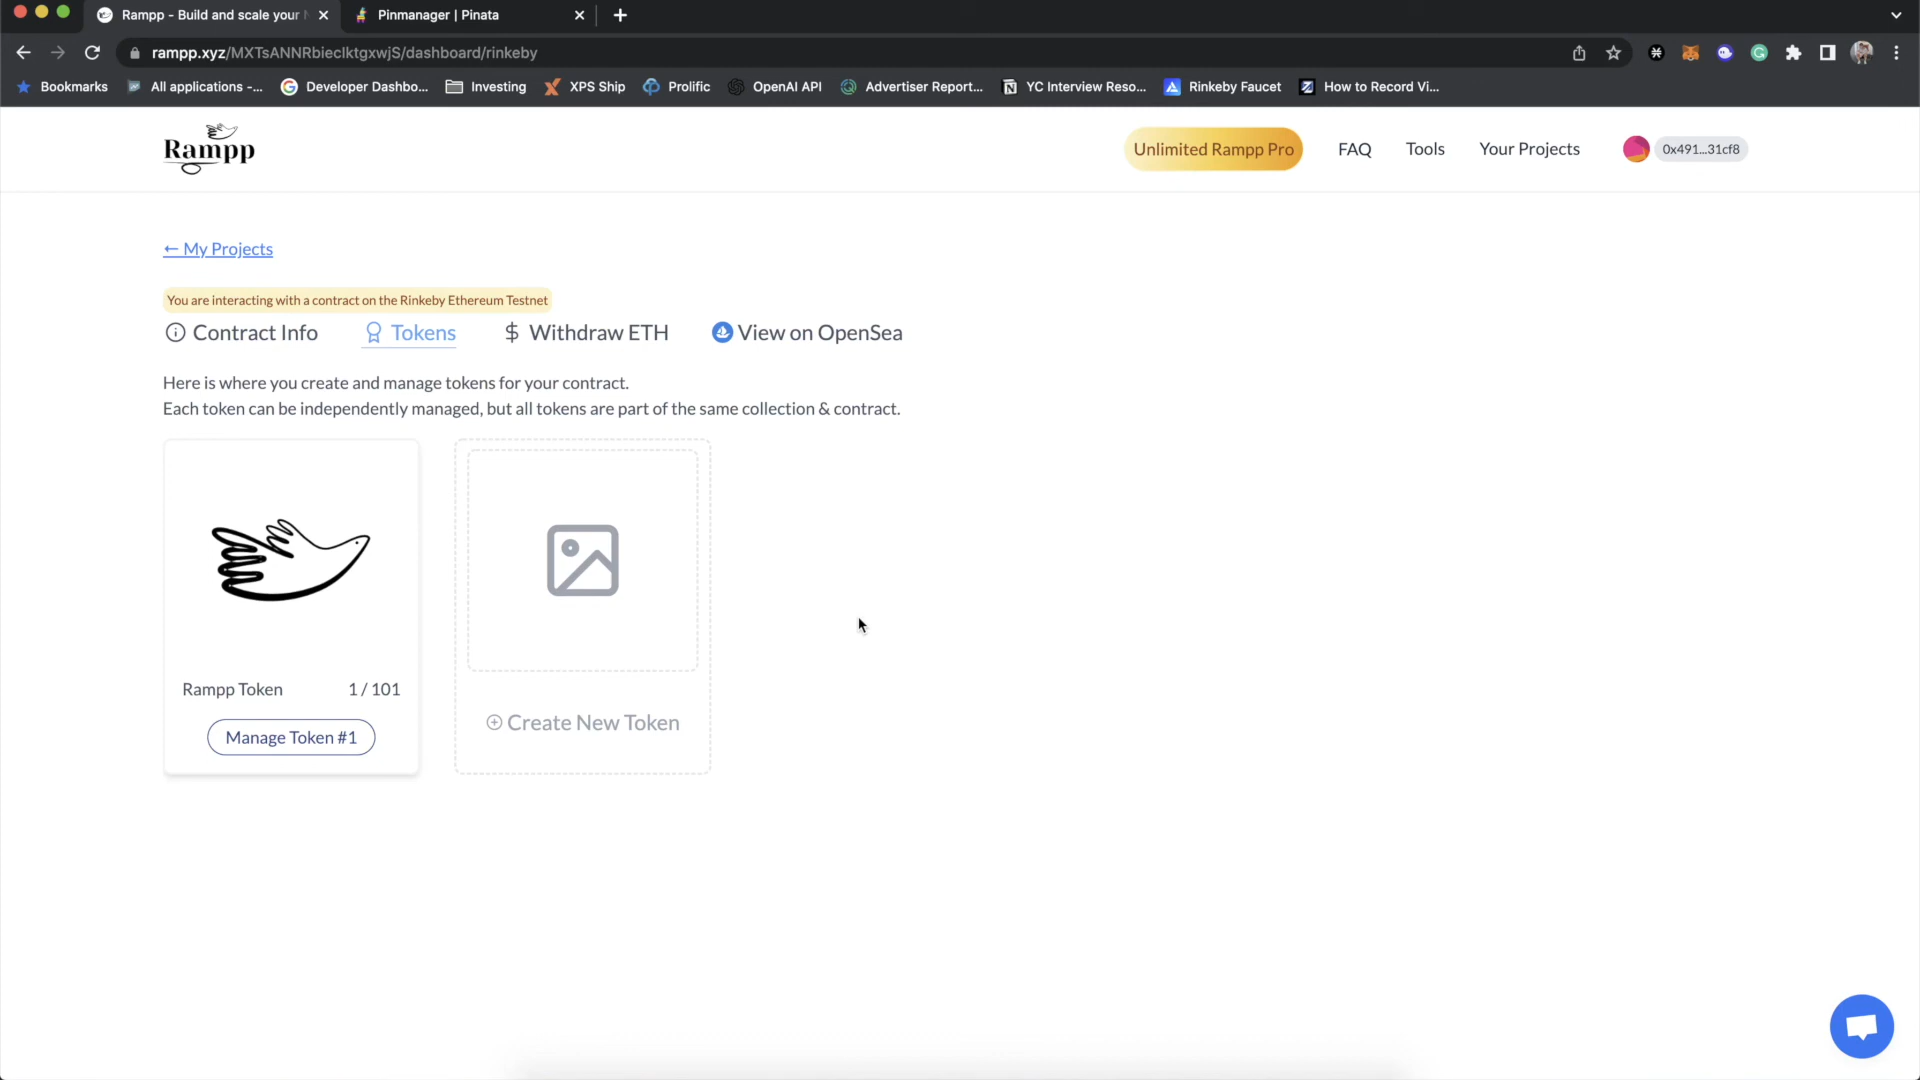 Rampp - Build and scale your
Pinmanager | Pinata
rampp.xyz/MXTsANNRbiecIktgxwjS/dashboard/rinkeby
Bookmarks
All applications -...
Developer Dashbo...
Investing
XPS Ship
Prolific
OpenAI API
Advertiser Report...
YC Interview Reso...
Rinkeby Faucet
How to Record Vi...
Rampp
Unlimited Rampp Pro
FAQ
Tools
Your Projects
0x491...31cf8
← My Projects
You are interacting with a contract on the Rinkeby Ethereum Testnet
Contract Info
Tokens
$ Withdraw ETH
View on OpenSea
Here is where you create and manage tokens for your contract.
Each token can be independently managed, but all tokens are part of the same collection & contract.
Rampp Token
1 / 101
Manage Token #1
Create New Token